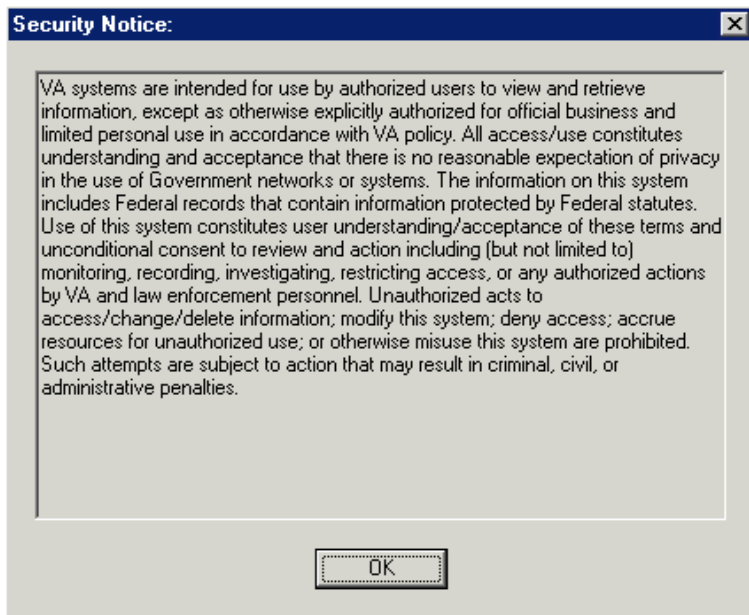 Security Notice:
VA systems are intended for use by authorized users to view and retrieve
information, except as otherwise explicitly authorized for official business and
limited personal use in accordance with VA policy. All access/use constitutes
understanding and acceptance that there is no reasonable expectation of privacy
in the use of Government networks or systems. The information on this system
includes Federal records that contain information protected by Federal statutes.
Use of this system constitutes user understanding/acceptance of these terms and
unconditional consent to review and action including (but not limited to)
monitoring, recording, investigating, restricting access, or any authorized actions
by VA and law enforcement personnel. Unauthorized acts to
access/change/delete information; modify this system; deny access; accrue
resources for unauthorized use; or otherwise misuse this system are prohibited.
Such attempts are subject to action that may result in criminal, civil, or
administrative penalties.
OK